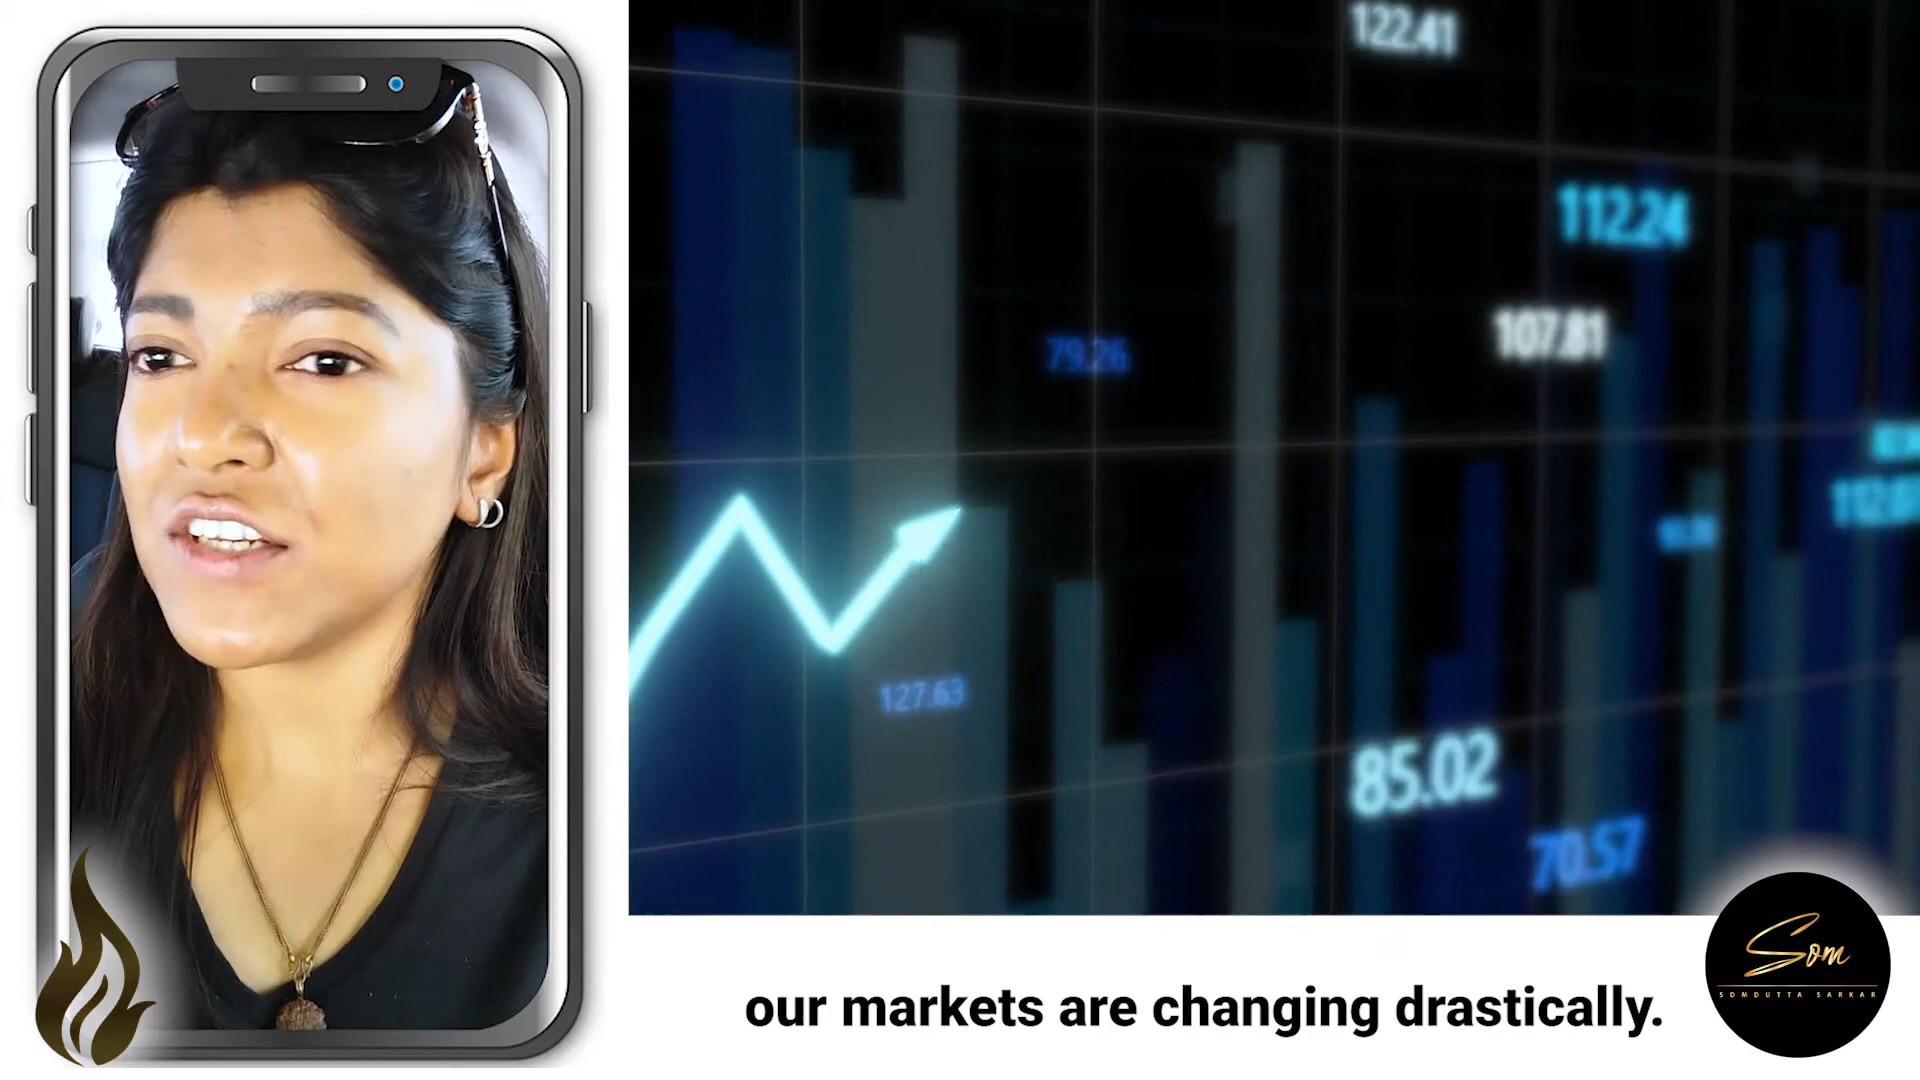 122.41
112.24
107.81
79.26
127.63
85.02
70.57
our markets are changing drastically.
Som
SOMDUTTA SARKAR